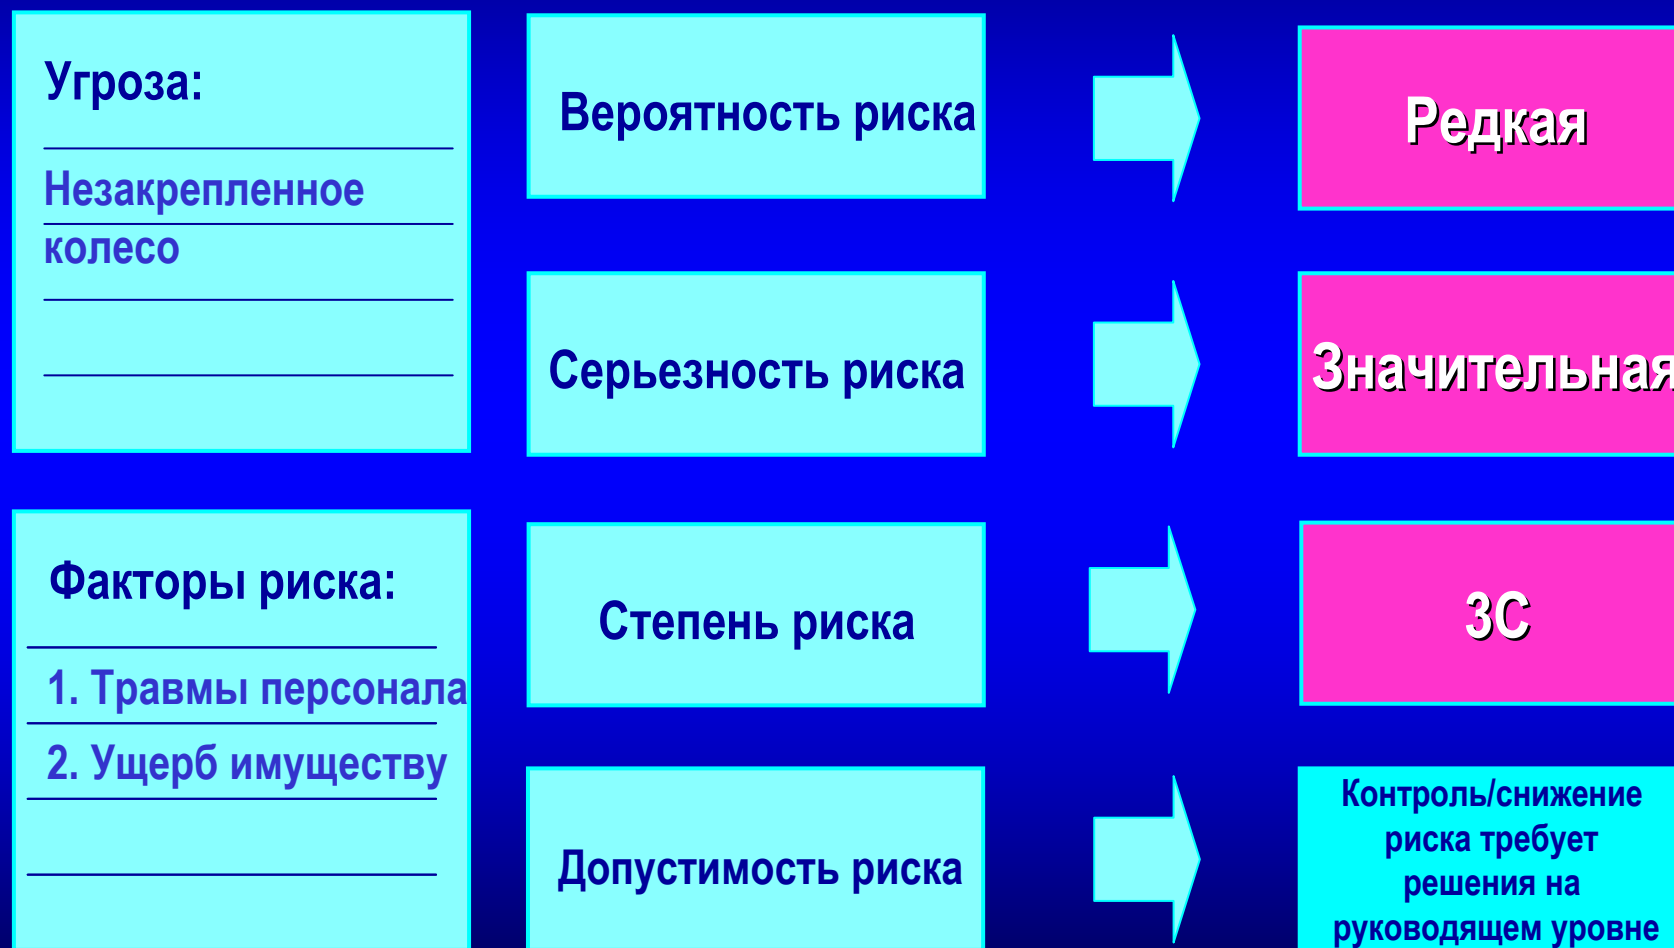 Угроза:
Незакрепленное
колесо
Вероятность риска
Редкая
Серьезность риска
Значительная
Факторы риска:
1. Травмы персонала
2. Ущерб имуществу
Степень риска
3С
Допустимость риска
Контроль/снижение
риска требует
решения на
руководящем уровне